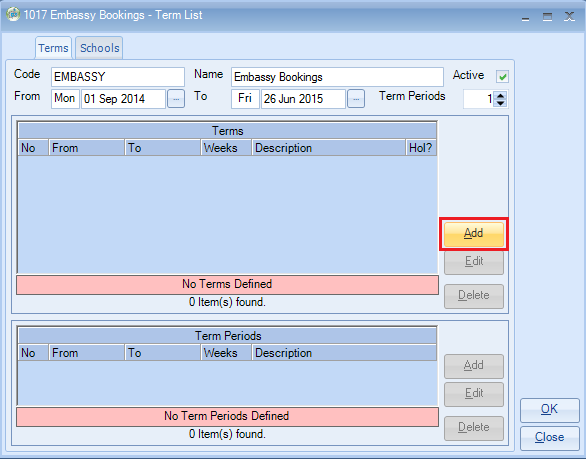 1017 Embassy Bookings - Term List
Terms Schools
Code EMBASSY Name Embassy Bookings Active
From Mon 01 Sep 2014 ... To Fri 26 Jun 2015 ... Term Periods 1
Terms
No From To Weeks Description Hol?
Add
Edit
No Terms Defined
Delete
0 Item(s) found.
Term Periods
No From To Weeks Description
Add
Edit
No Term Periods Defined
OK
Delete
0 Item(s) found.
Close